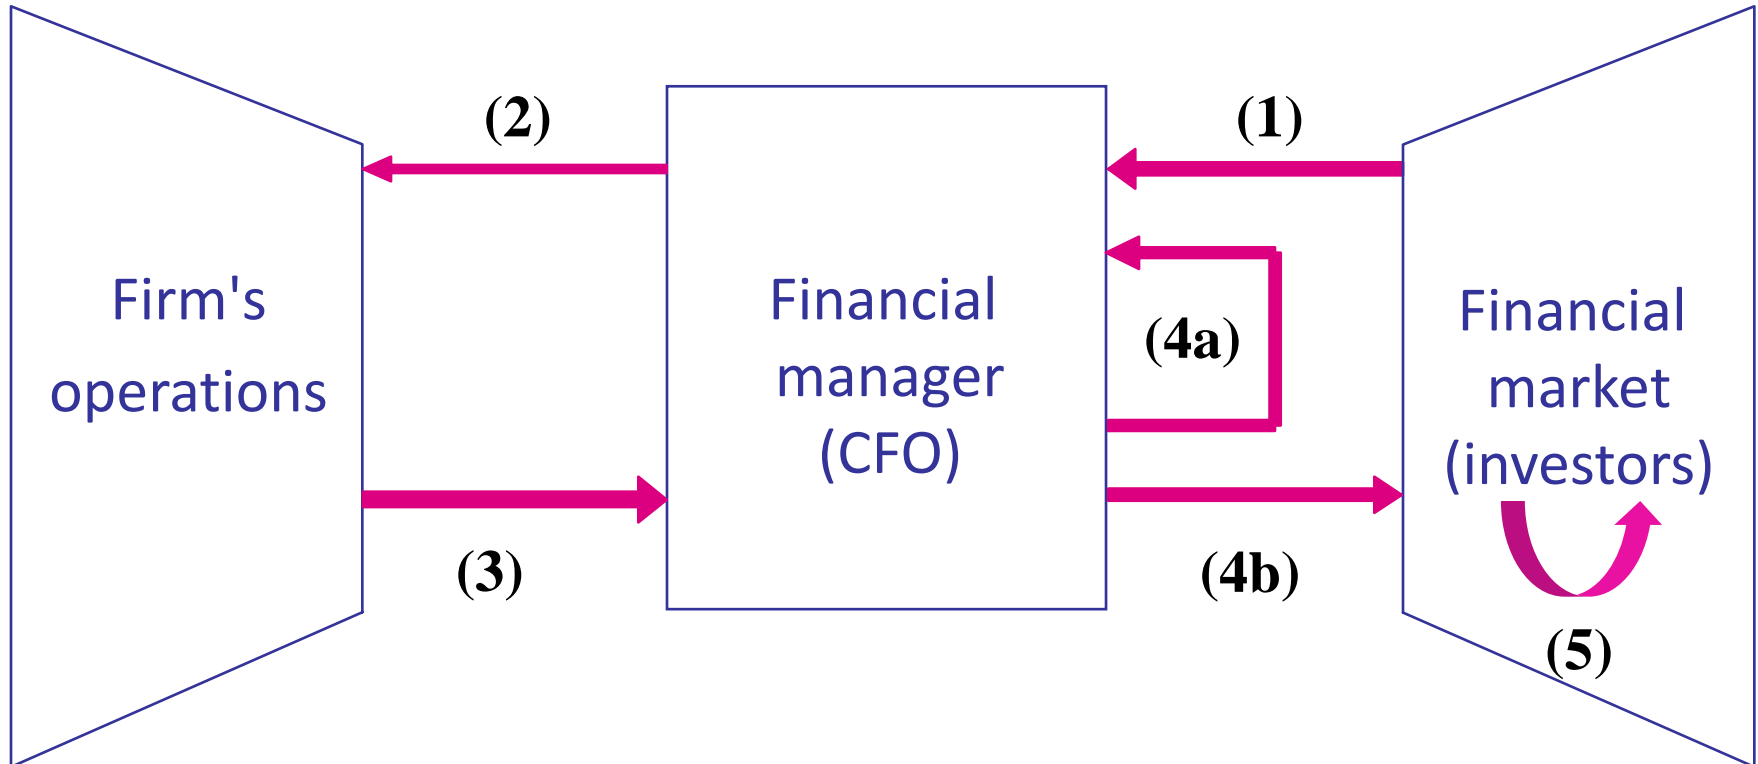 (2)
(1)
Firm's
operations
Financial
manager
(CFO)
(4a)
Financial
market
(investors)
(3)
(4b)
(5)